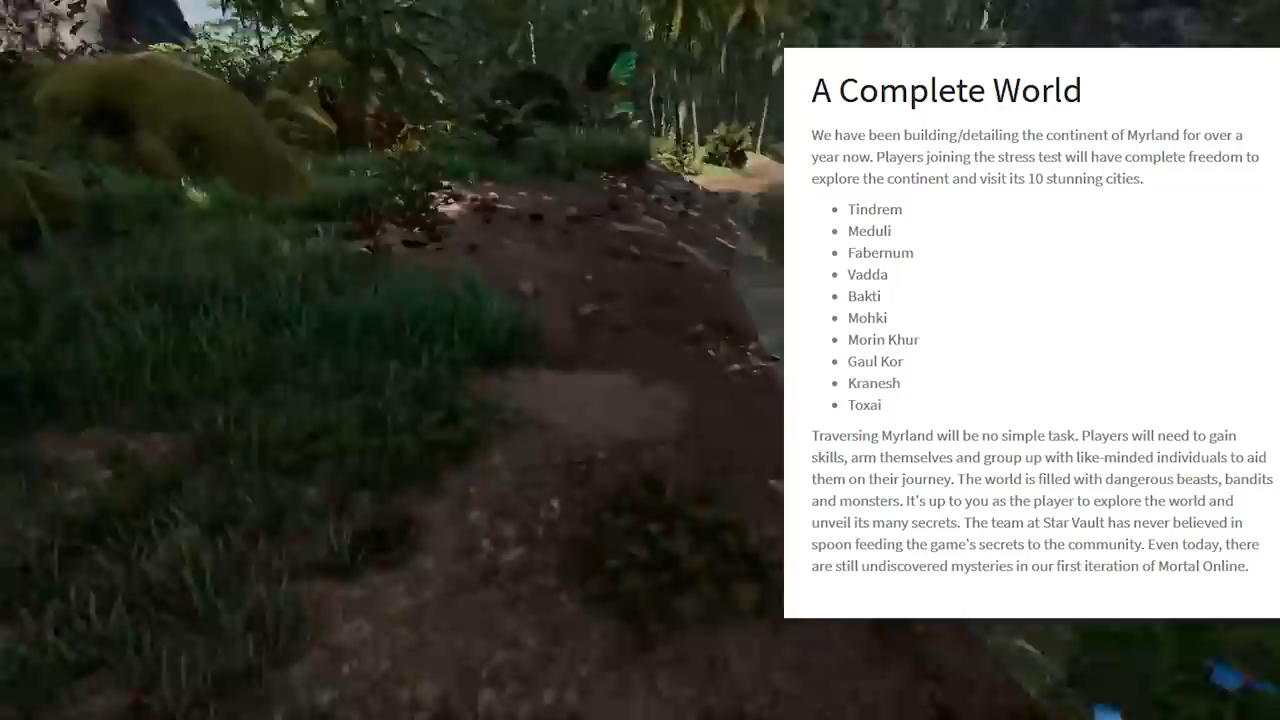 A Complete World
We have been building/detailing the continent of Myrland for over a
year now. Players joining the stress test will have complete freedom to
explore the continent and visit its 10 stunning cities.
• Tindrem
• Meduli
• Fabernum
• Vadda
• Bakti
• Mohki
• Morin Khur
• Gaul Kor
• Kranesh
• Toxai
Traversing Myrland will be no simple task. Players will need to gain
skills, arm themselves and group up with like-minded individuals to aid
them on their journey. The world is filled with dangerous beasts, bandits
and monsters. It's up to you as the player to explore the world and
unveil its many secrets. The team at Star Vault has never believed in
spoon feeding the game's secrets to the community. Even today, there
are still undiscovered mysteries in our first iteration of Mortal Online.